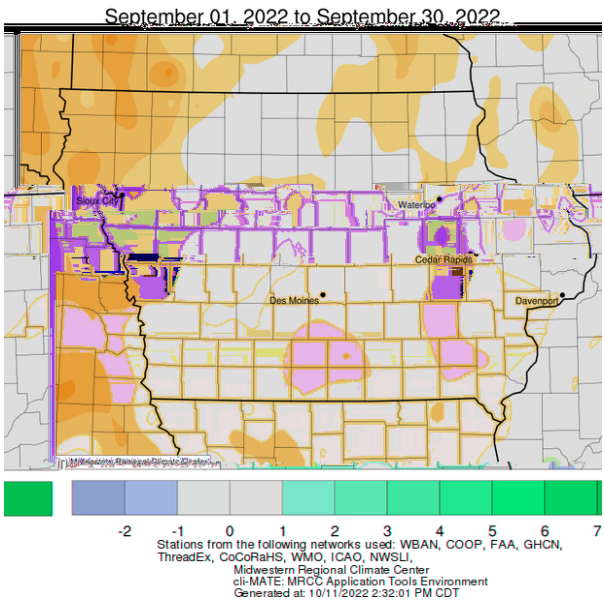 September 01, 2022 to September 30, 2022
Sioux City
Waterloo
Cedar Rapids
Des Moines
Davenport
Midwestern Regional Climate Center
-2 -1 0 1 2 3 4 5 6 7
Stations from the following networks used: WBAN, COOP, FAA, GHCN,
ThreadEx, CoCoRaHS, WMO, ICAO, NWSLI,
Midwestern Regional Climate Center
cli-MATE: MRCC Application Tools Environment
Generated at: 10/11/2022 2:32:01 PM CDT